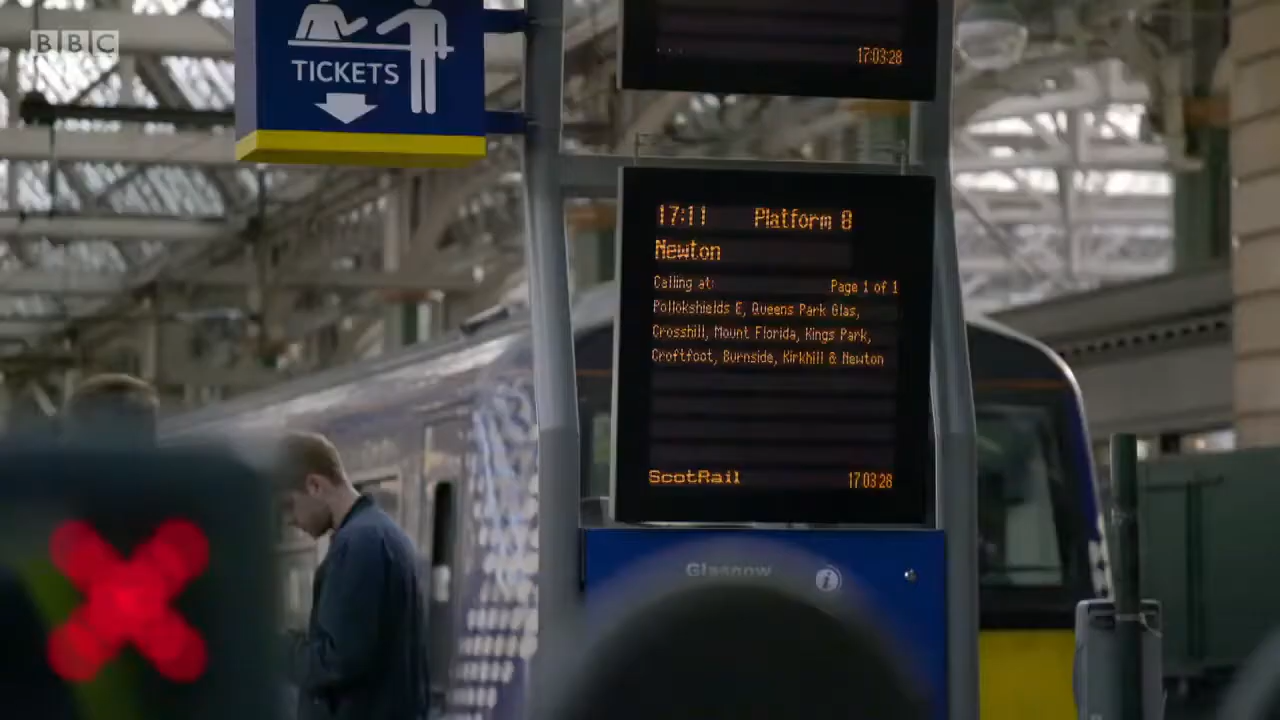 BBC
TICKETS
17:03:28
17:11 Platform 8
Newton
Calling at: Page 1 of 1
Pollokshields E, Queens Park Glas,
Crosshill, Mount Florida, Kings Park,
Croftfoot, Burnside, Kirkhill & Newton
ScotRail 17:03:28
Glasgow i